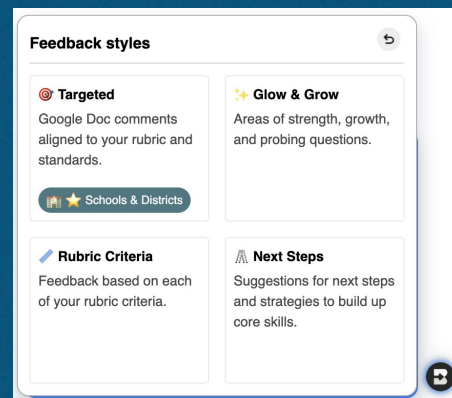 Feedback styles
🎯 Targeted
Google Doc comments
aligned to your rubric and
standards.
🏫 ⭐ Schools & Districts
✨ Glow & Grow
Areas of strength, growth,
and probing questions.
📏 Rubric Criteria
Feedback based on each
of your rubric criteria.
Next Steps
Suggestions for next steps
and strategies to build up
core skills.